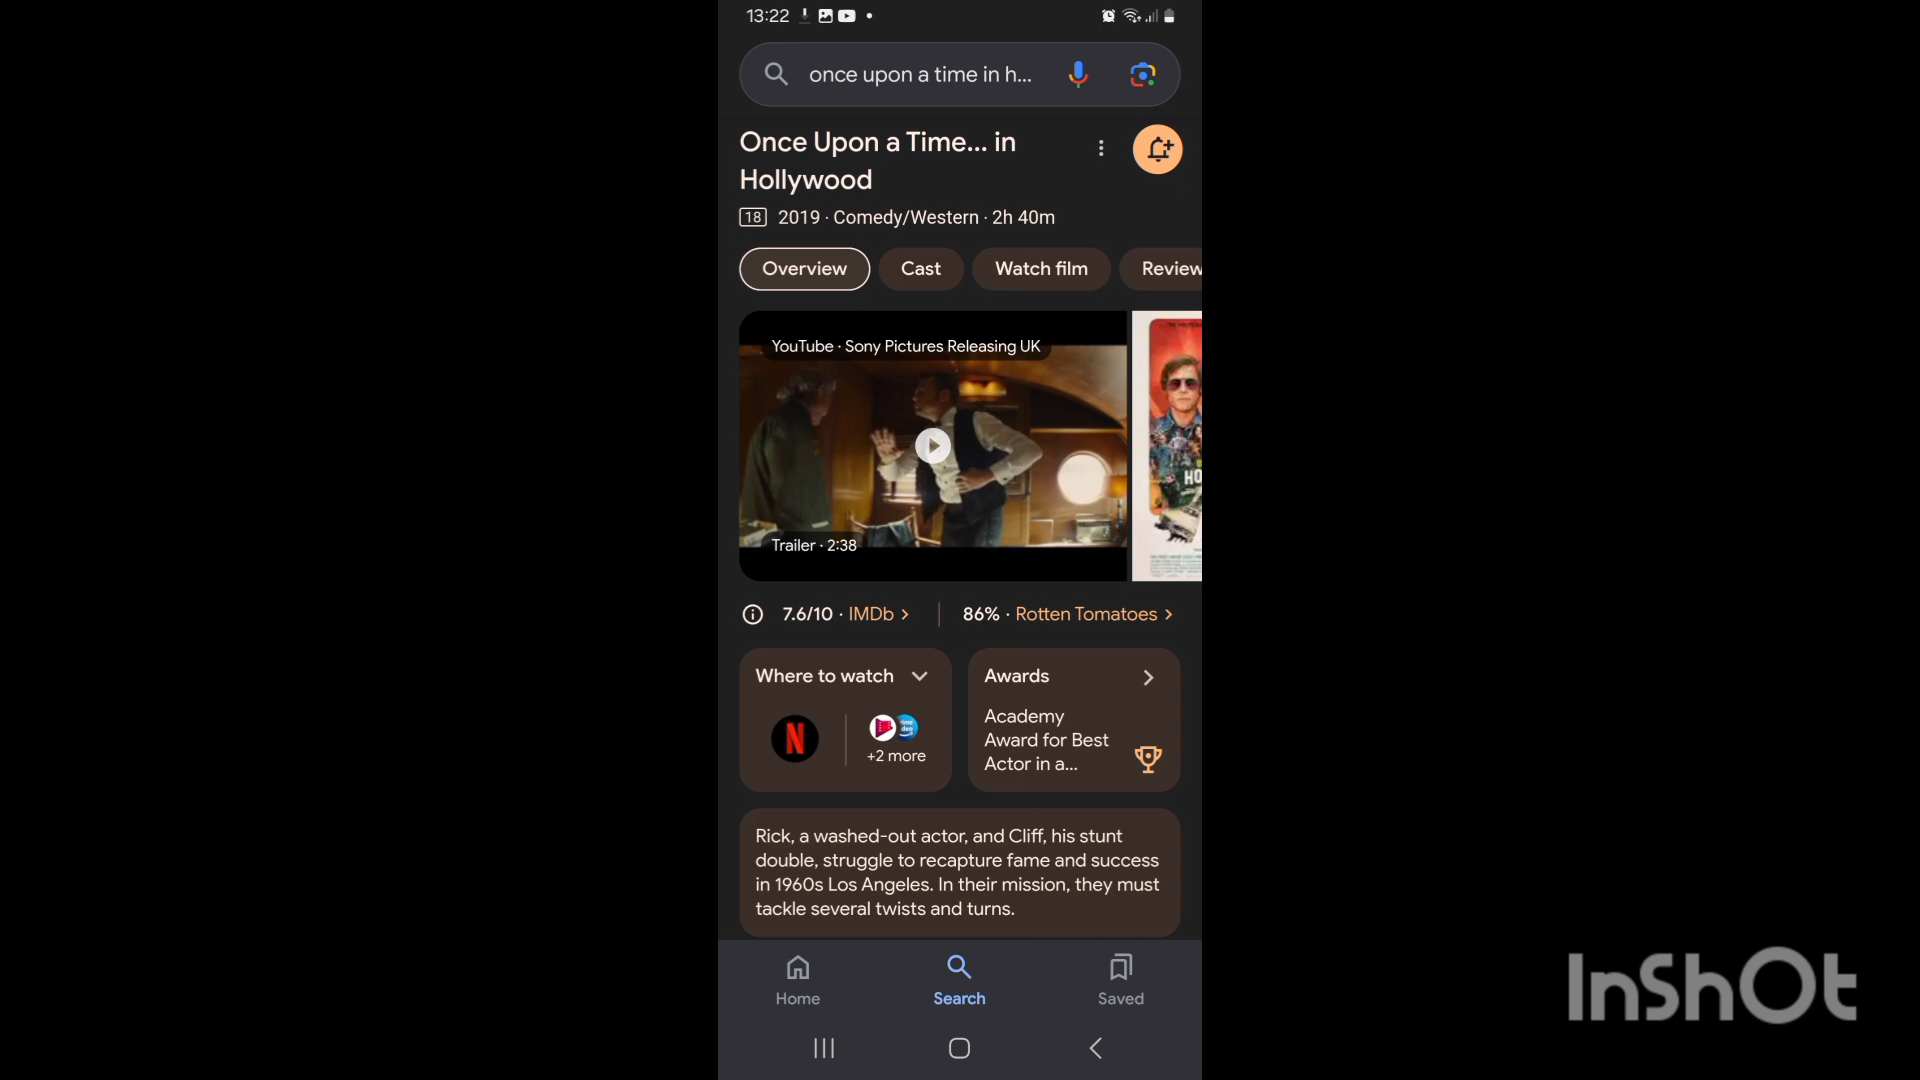 13:22
once upon a time in h...
Once Upon a Time... in
Hollywood
18 2019 · Comedy/Western · 2h 40m
Overview Cast Watch film Review
YouTube · Sony Pictures Releasing UK
Trailer · 2:38
HO
7.6/10 · IMDb > 86% · Rotten Tomatoes >
Where to watch
N
+2 more
Awards
Academy
Award for Best
Actor in a...
Rick, a washed-out actor, and Cliff, his stunt
double, struggle to recapture fame and success
in 1960s Los Angeles. In their mission, they must
tackle several twists and turns.
Home Search Saved
InShOt